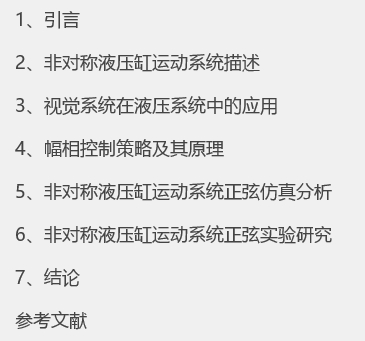 1、引言
2、非对称液压缸运动系统描述
3、视觉系统在液压系统中的应用
4、幅相控制策略及其原理
5、非对称液压缸运动系统正弦仿真分析
6、非对称液压缸运动系统正弦实验研究
7、结论
参考文献